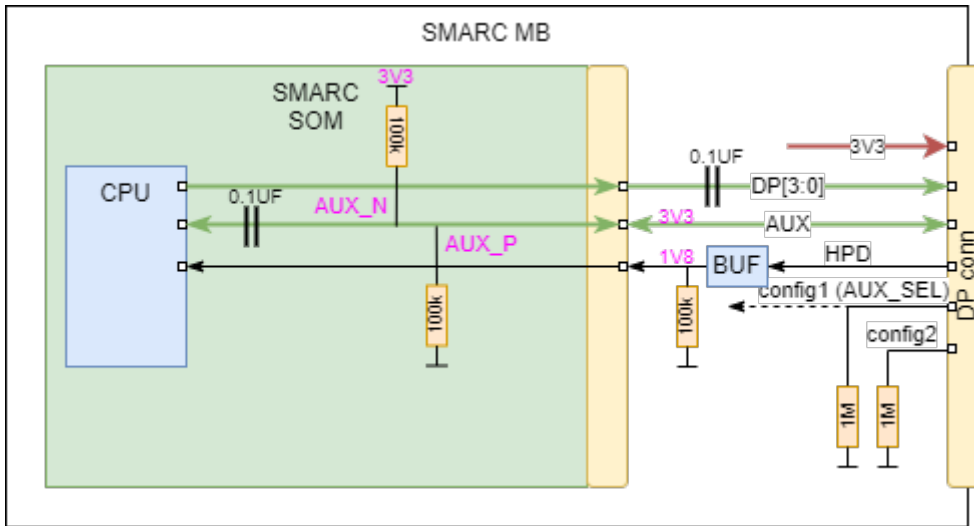 SMARC MB
3V3
SMARC
SOM
100k
0.1UF
3V3
CPU
DP[3:0]
0.1UF
AUX_N
3V3
AUX
AUX_P
1V8
BUF
HPD
config1 (AUX_SEL)
100k
100k
config2
DP conn
1M
1M